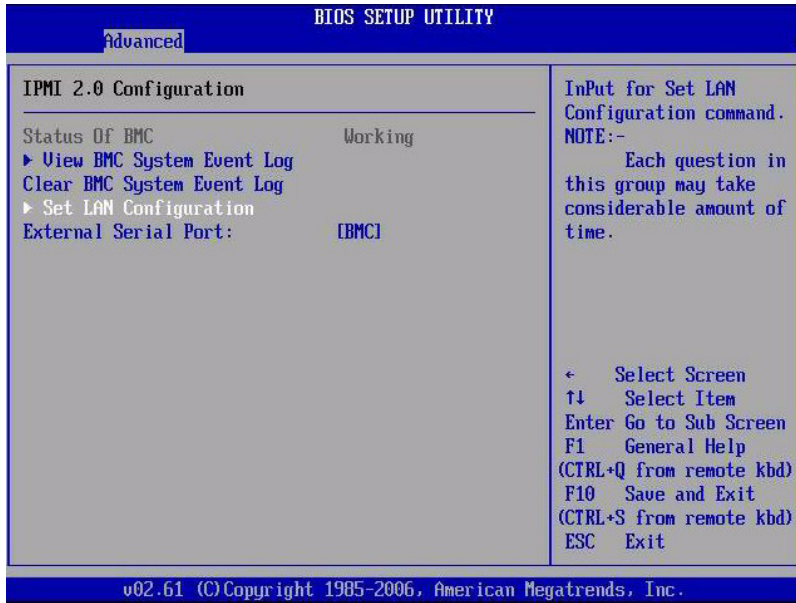 BIOS SETUP UTILITY
Advanced
IPMI 2.0 Configuration
Status Of BMC Working
▶ View BMC System Event Log
Clear BMC System Event Log
▶ Set LAN Configuration
External Serial Port: [BMC]
InPut for Set LAN
Configuration command.
NOTE:-
Each question in
this group may take
considerable amount of
time.
← Select Screen
↑↓ Select Item
Enter Go to Sub Screen
F1 General Help
(CTRL+Q from remote kbd)
F10 Save and Exit
(CTRL+S from remote kbd)
ESC Exit
v02.61 (C)Copyright 1985-2006, American Megatrends, Inc.